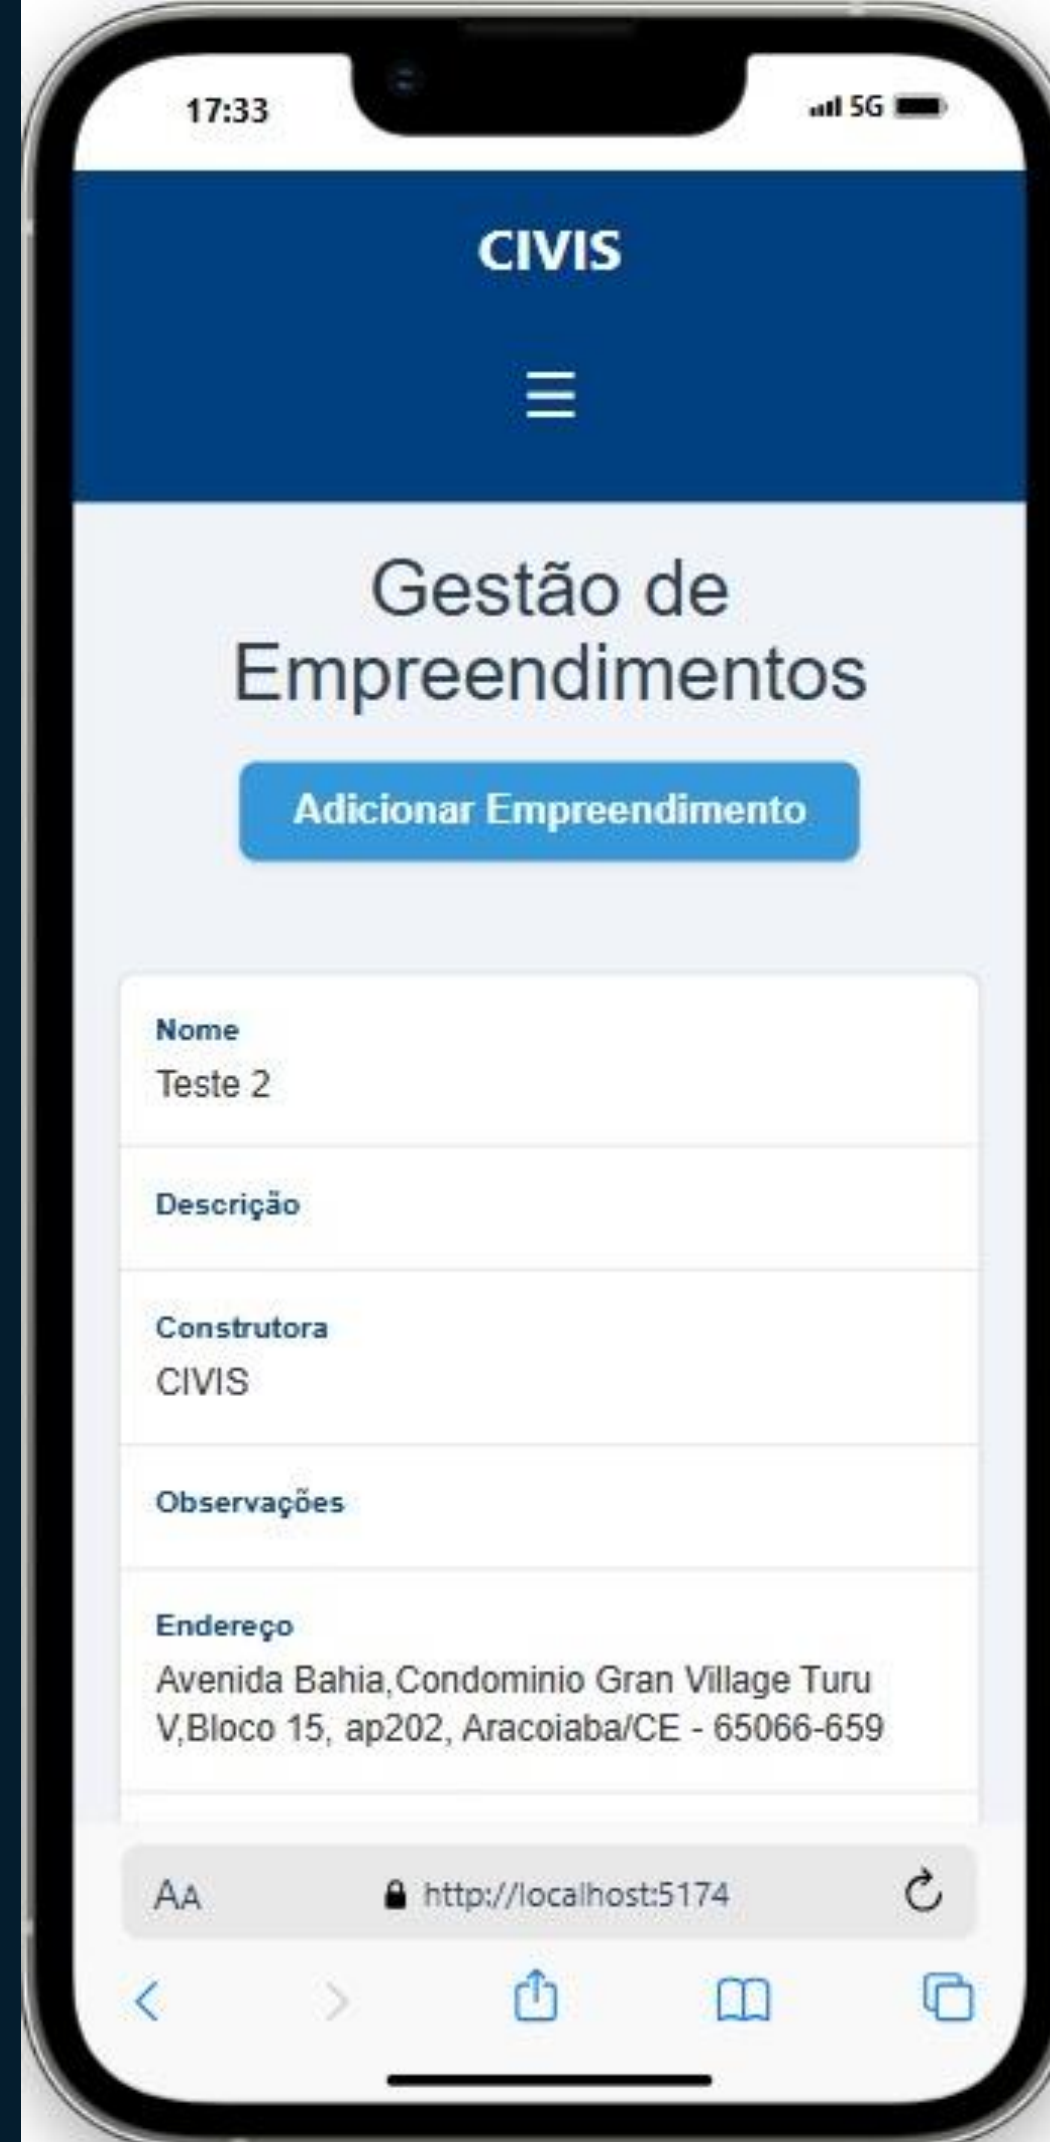 17:33
5G
CIVIS
Gestão de
Empreendimentos
Adicionar Empreendimento
Nome
Teste 2
Descrição
Construtora
CIVIS
Observações
Endereço
Avenida Bahia,Condominio Gran Village Turu
V,Bloco 15, ap202, Aracoiaba/CE - 65066-659
AA
http://localhost:5174